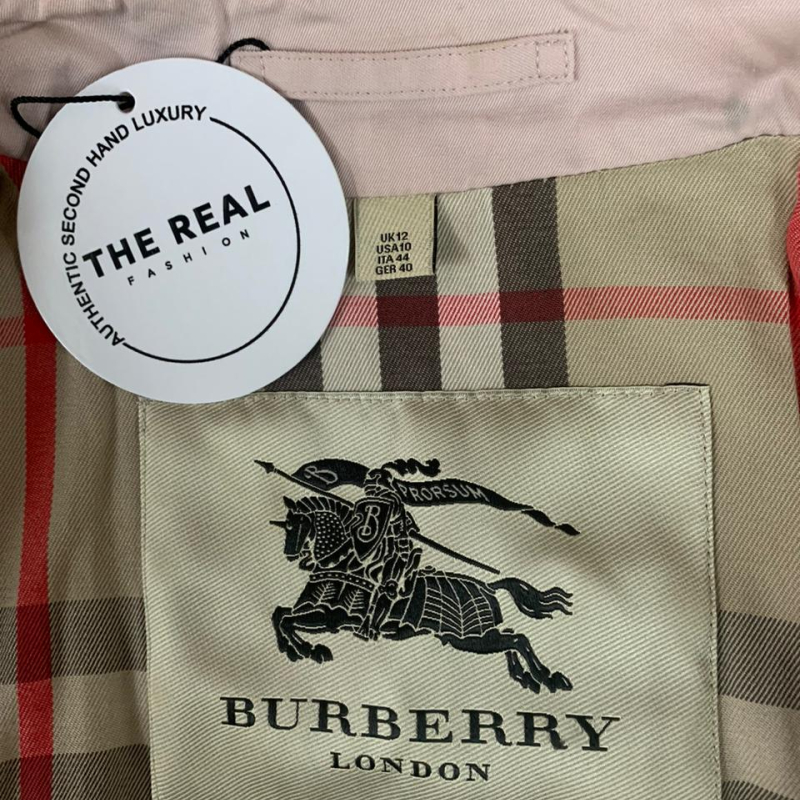 AUTHENTIC SECOND HAND LUXURY
THE REAL
FASHION
UK12
USA10
ITA 44
GER 40
B
PRORSUM
B
BURBERRY
LONDON